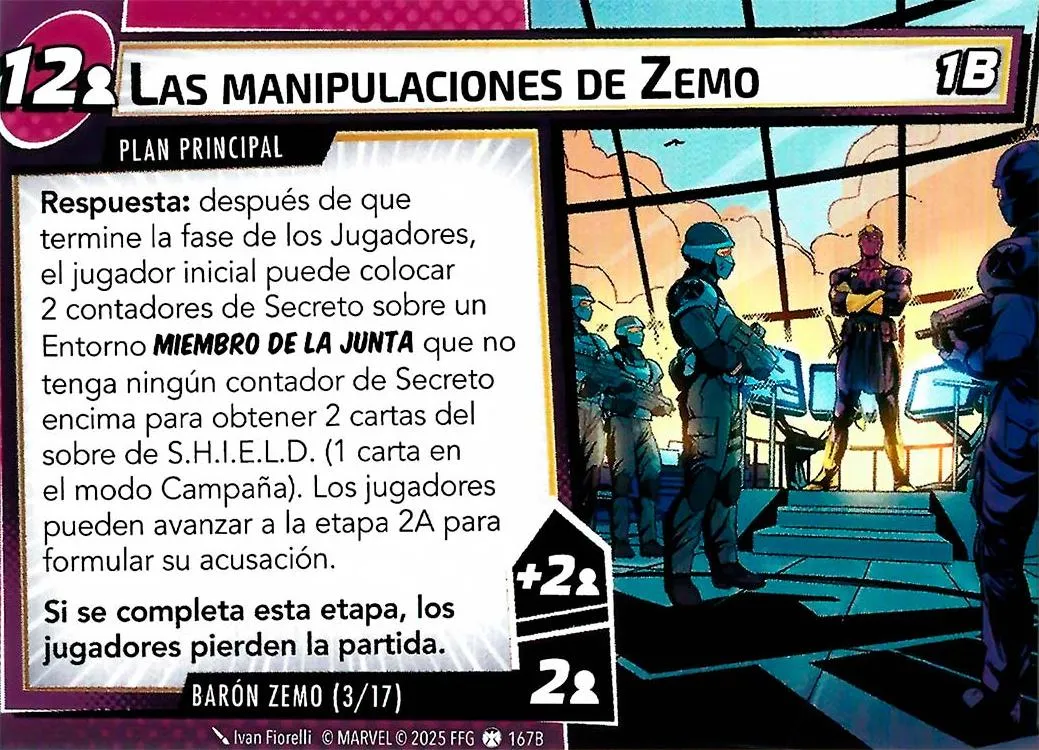 12
LAS MANIPULACIONES DE ZEMO
1B
PLAN PRINCIPAL
Respuesta: después de que
termine la fase de los Jugadores,
el jugador inicial puede colocar
2 contadores de Secreto sobre un
Entorno MIEMBRO DE LA JUNTA que no
tenga ningún contador de Secreto
encima para obtener 2 cartas del
sobre de S.H.I.E.L.D. (1 carta en
el modo Campaña). Los jugadores
pueden avanzar a la etapa 2A para
formular su acusación.
Si se completa esta etapa, los
jugadores pierden la partida.
+2
2
BARÓN ZEMO (3/17)
Ivan Fiorelli © MARVEL © 2025 FFG 167B